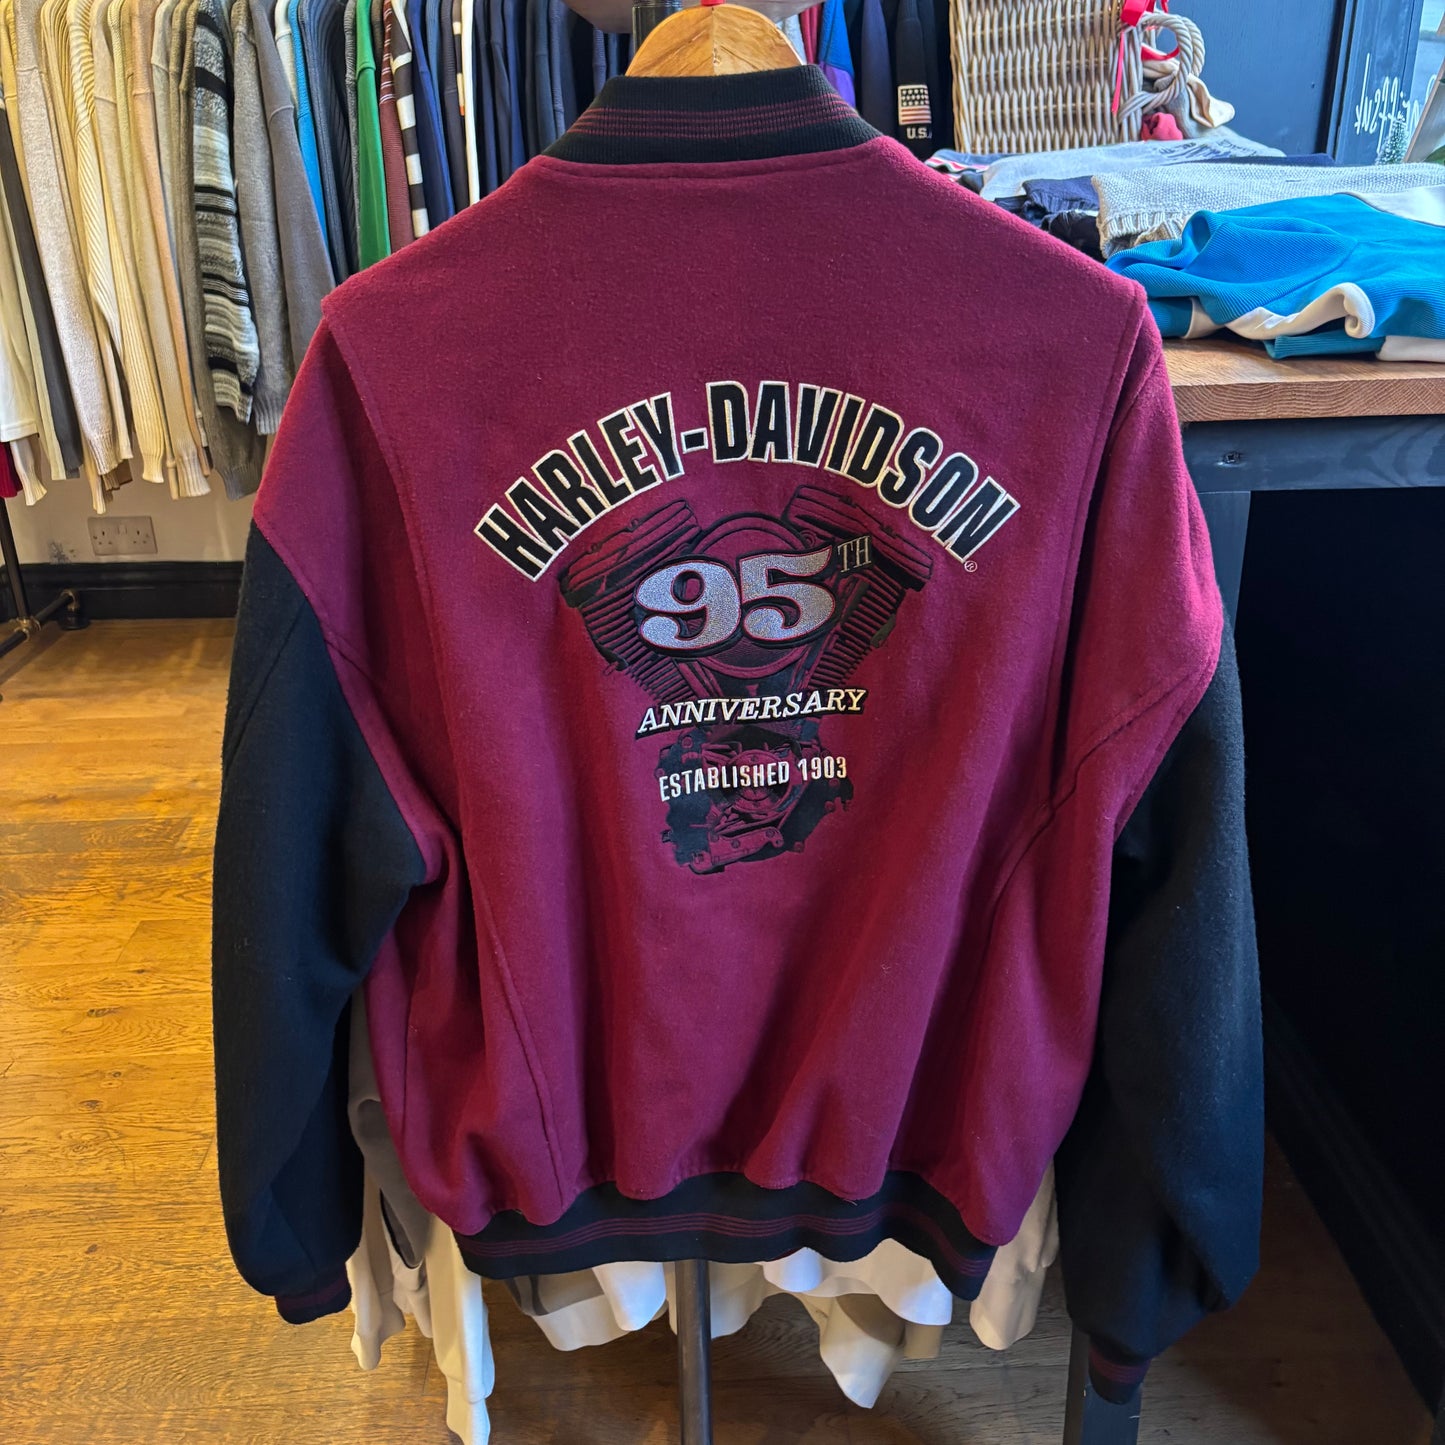 HARLEY-DAVIDSON®
95TH
ANNIVERSARY
ESTABLISHED 1903
U.S.